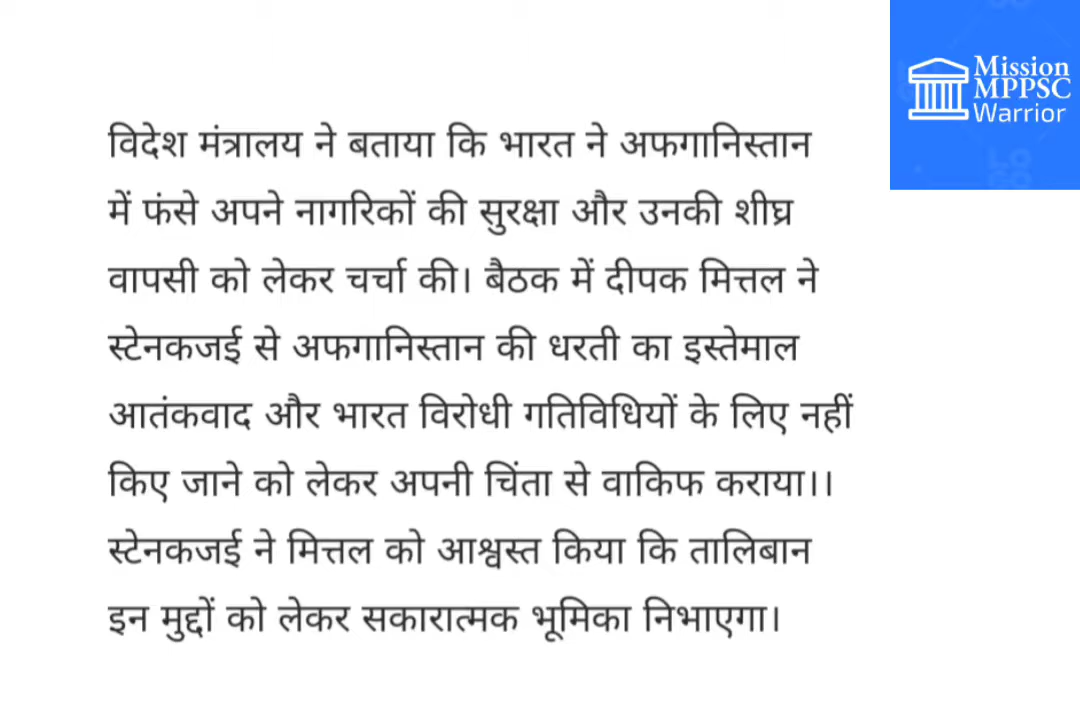 Mission
MPPSC
Warrior
विदेश मंत्रालय ने बताया कि भारत ने अफगानिस्तान
में फंसे अपने नागरिकों की सुरक्षा और उनकी शीघ्र
वापसी को लेकर चर्चा की। बैठक में दीपक मित्तल ने
स्टेनकजई से अफगानिस्तान की धरती का इस्तेमाल
आतंकवाद और भारत विरोधी गतिविधियों के लिए नहीं
किए जाने को लेकर अपनी चिंता से वाकिफ कराया।।
स्टेनकजई ने मित्तल को आश्वस्त किया कि तालिबान
इन मुद्दों को लेकर सकारात्मक भूमिका निभाएगा।